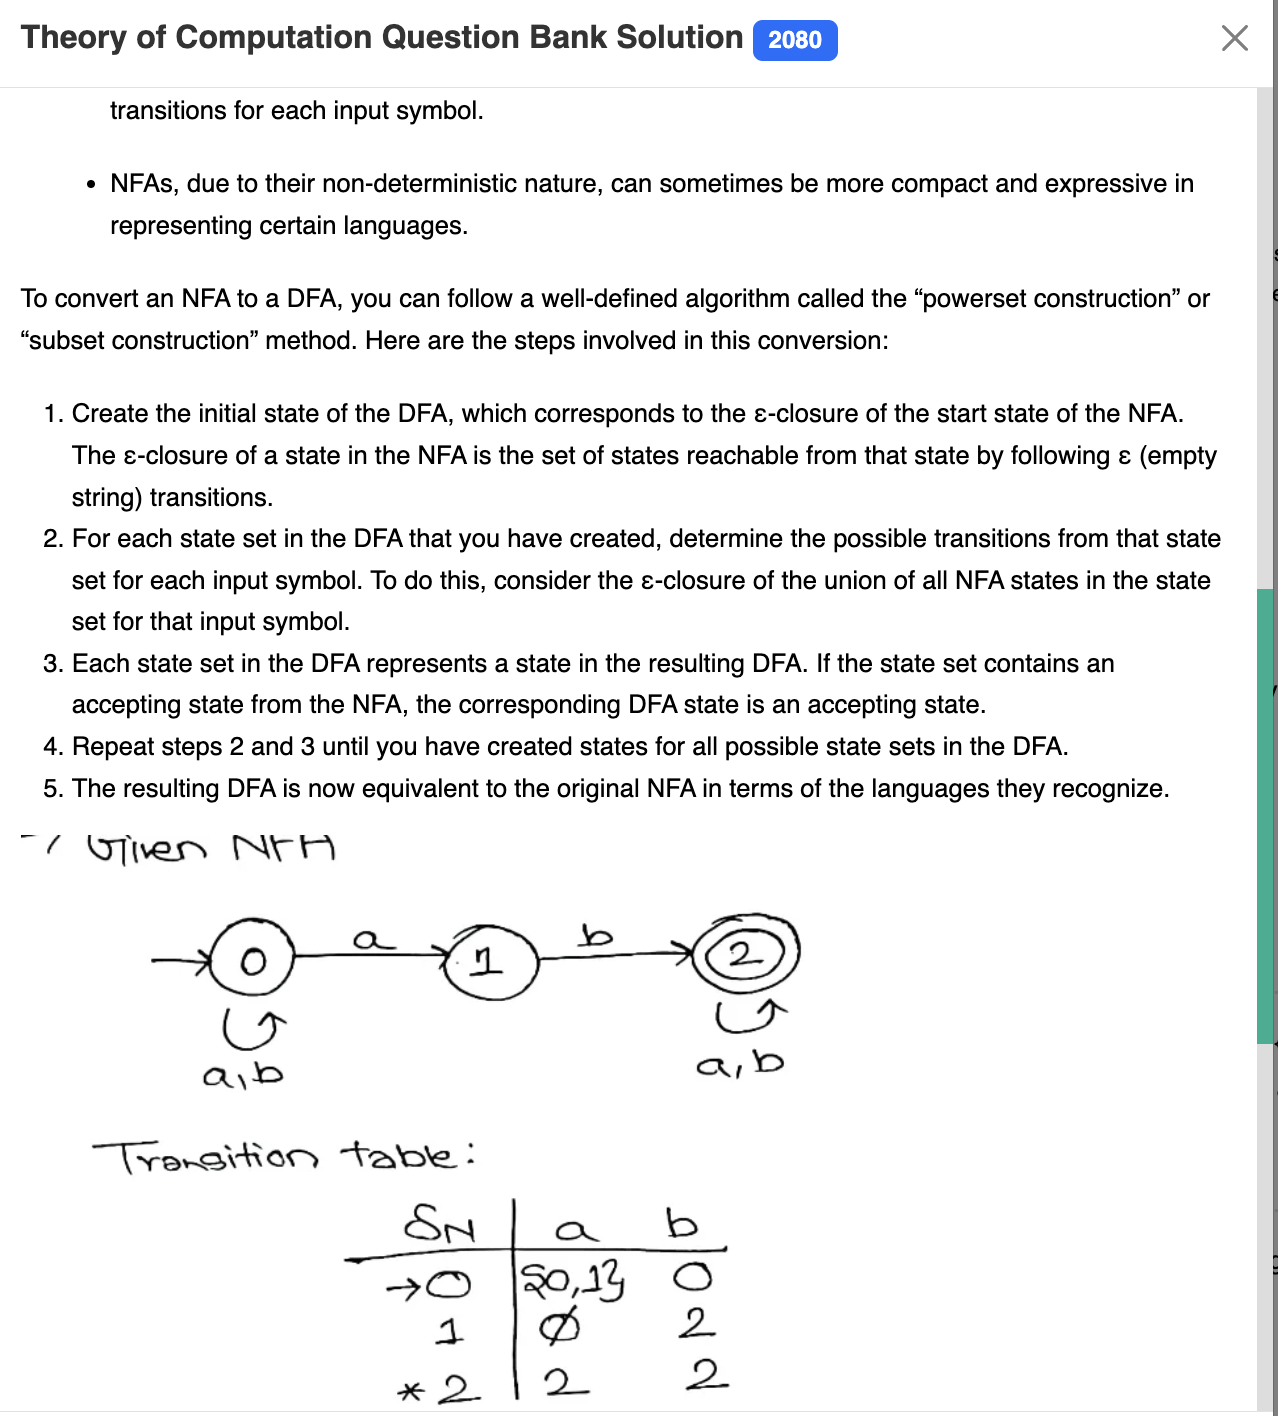 Theory of Computation Question Bank Solution 2080
transitions for each input symbol.
• NFAs, due to their non-deterministic nature, can sometimes be more compact and expressive in
representing certain languages.
To convert an NFA to a DFA, you can follow a well-defined algorithm called the “powerset construction” or
“subset construction” method. Here are the steps involved in this conversion:
1. Create the initial state of the DFA, which corresponds to the ε-closure of the start state of the NFA.
The ε-closure of a state in the NFA is the set of states reachable from that state by following ε (empty
string) transitions.
2. For each state set in the DFA that you have created, determine the possible transitions from that state
set for each input symbol. To do this, consider the ε-closure of the union of all NFA states in the state
set for that input symbol.
3. Each state set in the DFA represents a state in the resulting DFA. If the state set contains an
accepting state from the NFA, the corresponding DFA state is an accepting state.
4. Repeat steps 2 and 3 until you have created states for all possible state sets in the DFA.
5. The resulting DFA is now equivalent to the original NFA in terms of the languages they recognize.
Given NFA
0 a 1 b 2
a,b a,b
Transition table:
δN a b
→0 {0,1} 0
1 ∅ 2
*2 2 2